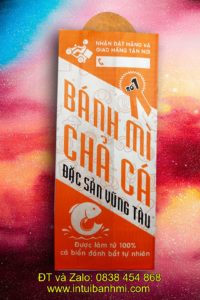 NHẬN ĐẶT HÀNG VÀ
GIAO HÀNG TẬN NƠI
NO 1
BÁNH MÌ
CHẢ CÁ
ĐẶC SẢN VŨNG TÀU
Được làm từ 100%
cá biển đánh bắt tự nhiên
ĐT và Zalo: 0838 454 868
www.intuibanhmi.com